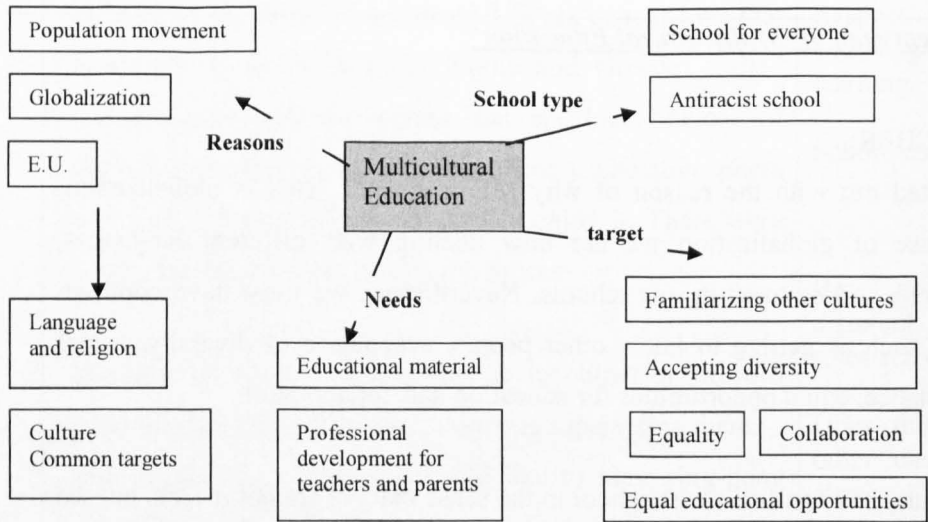 Population movement
Globalization
E.U.
Reasons
School type
School for everyone
Antiracist school
Multicultural
Education
target
Needs
Language
and religion
Culture
Common targets
Educational material
Professional
development for
teachers and parents
Familiarizing other cultures
Accepting diversity
Equality
Collaboration
Equal educational opportunities